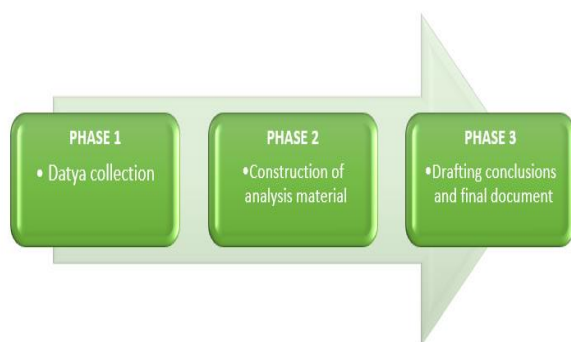 PHASE 1
• Datya collection
PHASE 2
•Construction of
analysis material
PHASE 3
•Drafting conclusions
and final document